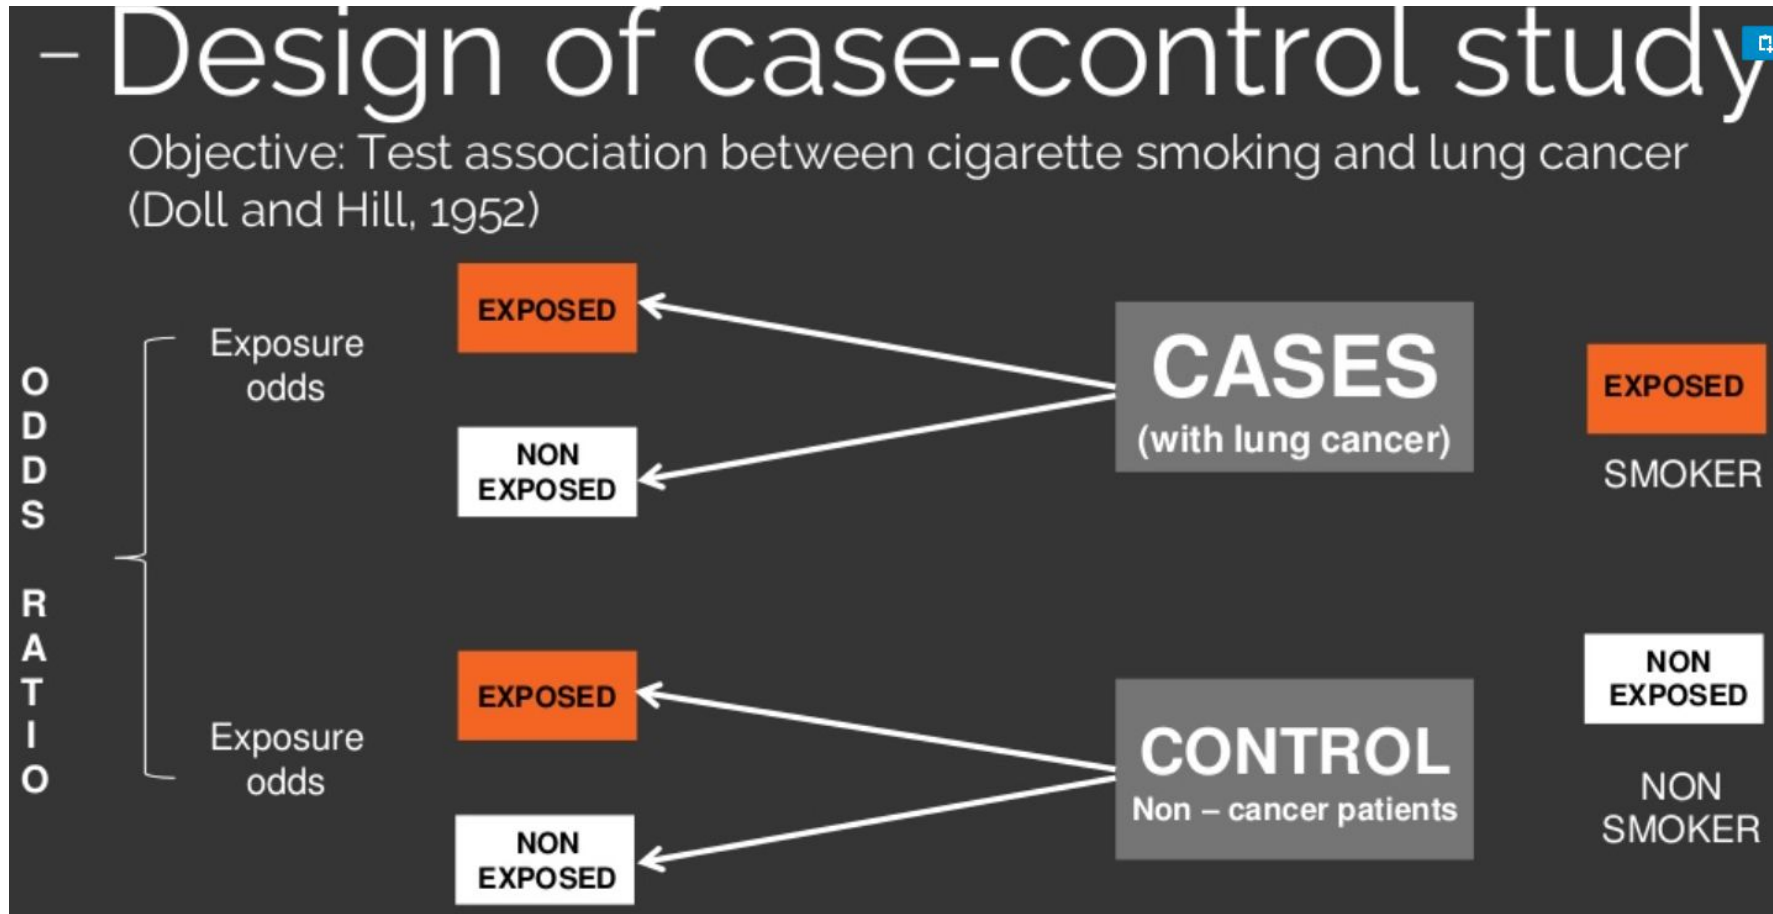 – Design of case-control study
Objective: Test association between cigarette smoking and lung cancer
(Doll and Hill, 1952)
ODDS RATIO
Exposure
odds
EXPOSED
NON
EXPOSED
CASES
(with lung cancer)
EXPOSED
SMOKER
Exposure
odds
EXPOSED
NON
EXPOSED
CONTROL
Non – cancer patients
NON
EXPOSED
NON
SMOKER